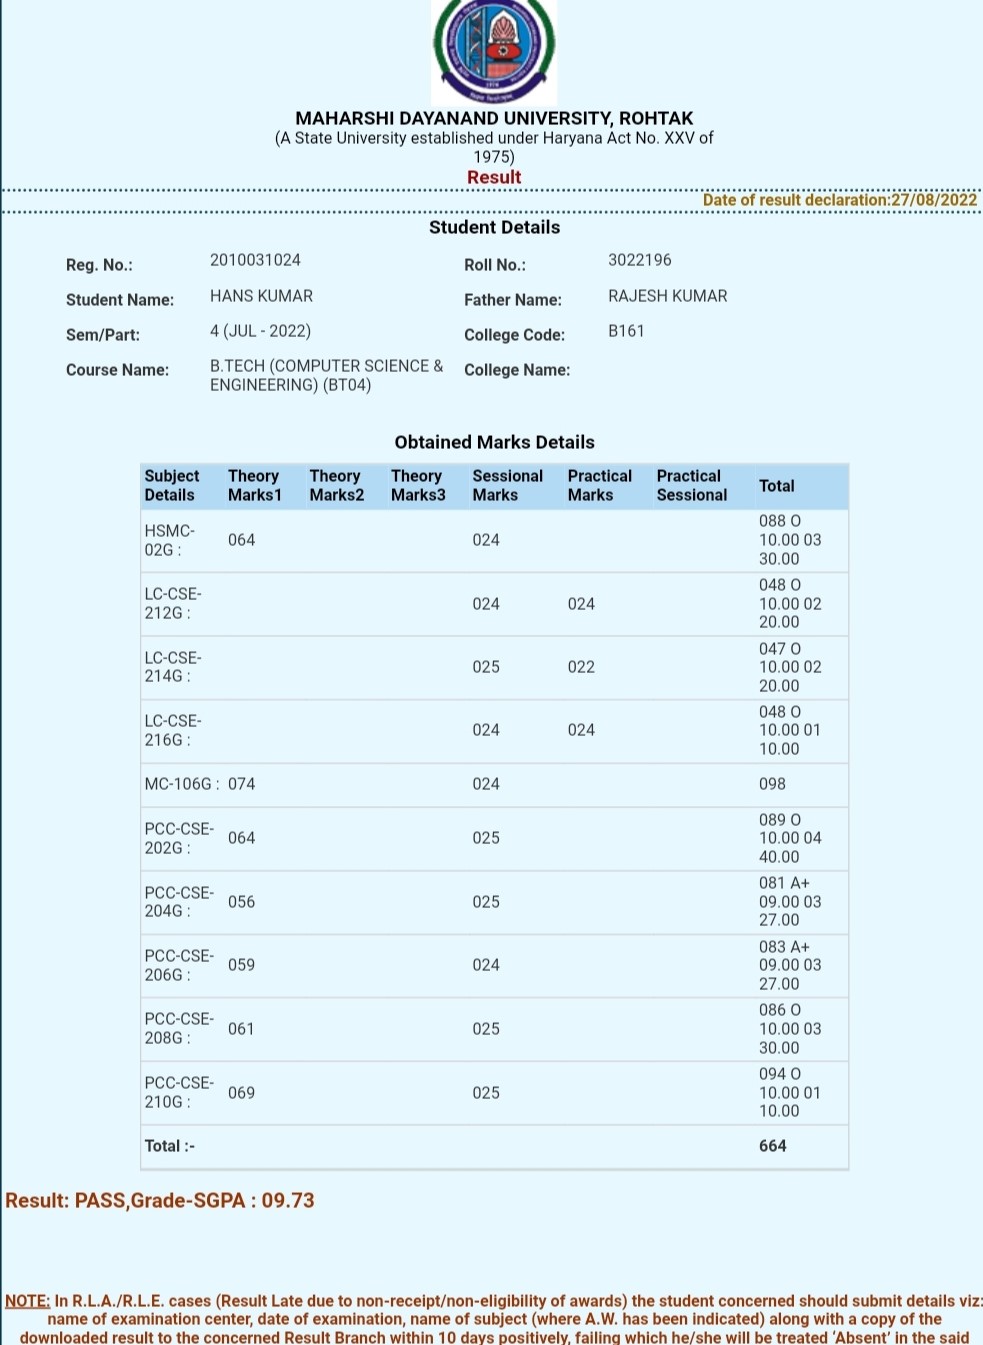 MAHARSHI DAYANAND UNIVERSITY, ROHTAK
(A State University established under Haryana Act No. XXV of
1975)
Result
Date of result declaration:27/08/2022
Student Details
Reg. No.: 2010031024 Roll No.: 3022196
Student Name: HANS KUMAR Father Name: RAJESH KUMAR
Sem/Part: 4 (JUL - 2022) College Code: B161
Course Name: B.TECH (COMPUTER SCIENCE & College Name:
ENGINEERING) (BT04)
Obtained Marks Details
Subject Theory Theory Theory Sessional Practical Practical Total
Details Marks1 Marks2 Marks3 Marks Marks Sessional
HSMC- 064 024 088 O
02G : 10.00 03
30.00
LC-CSE- 024 024 048 O
212G : 10.00 02
20.00
LC-CSE- 025 022 047 O
214G : 10.00 02
20.00
LC-CSE- 024 024 048 O
216G : 10.00 01
10.00
MC-106G : 074 024 098
PCC-CSE- 064 025 089 O
202G : 10.00 04
40.00
PCC-CSE- 056 025 081 A+
204G : 09.00 03
27.00
PCC-CSE- 059 024 083 A+
206G : 09.00 03
27.00
PCC-CSE- 061 025 086 O
208G : 10.00 03
30.00
PCC-CSE- 069 025 094 O
210G : 10.00 01
10.00
Total :- 664
Result: PASS,Grade-SGPA : 09.73
NOTE: In R.L.A./R.L.E. cases (Result Late due to non-receipt/non-eligibility of awards) the student concerned should submit details viz:
name of examination center, date of examination, name of subject (where A.W. has been indicated) along with a copy of the
downloaded result to the concerned Result Branch within 10 days positively, failing which he/she will be treated 'Absent' in the said